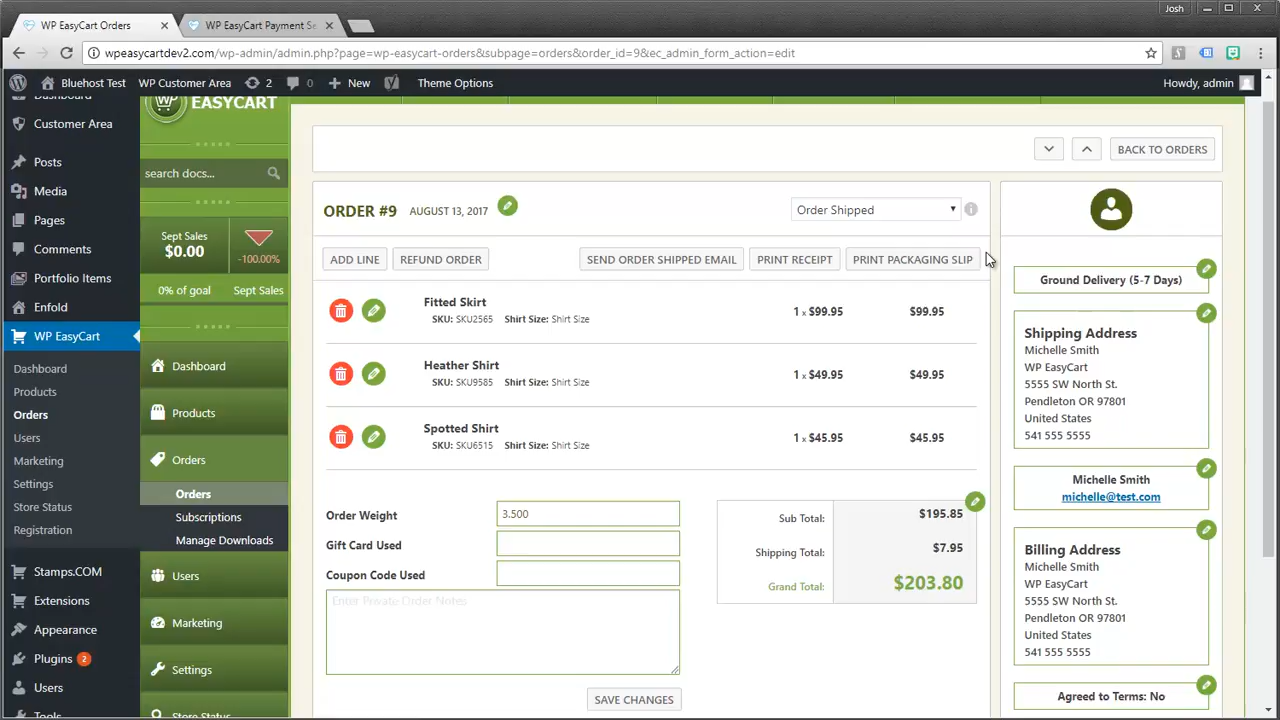 Josh
WP EasyCart Orders
WP EasyCart Payment Se
wpeasycartdev2.com/wp-admin/admin.php?page=wp-easycart-orders&subpage=orders&order_id=9&ec_admin_form_action=edit
Bluehost Test
WP Customer Area
2
0
New
Theme Options
Howdy, admin
Dashboard
Customer Area
Posts
Media
Pages
Comments
Portfolio Items
Enfold
WP EasyCart
Dashboard
Products
Orders
Users
Marketing
Settings
Store Status
Registration
Stamps.COM
Extensions
Appearance
Plugins 2
Users
Tools
WP EASYCART
search docs...
Sept Sales
$0.00
-100.00%
0% of goal
Sept Sales
Dashboard
Products
Orders
Orders
Subscriptions
Manage Downloads
Users
Marketing
Settings
Store Status
BACK TO ORDERS
ORDER #9 AUGUST 13, 2017
Order Shipped
ADD LINE
REFUND ORDER
SEND ORDER SHIPPED EMAIL
PRINT RECEIPT
PRINT PACKAGING SLIP
Fitted Skirt
SKU: SKU2565 Shirt Size: Shirt Size
1 x $99.95
$99.95
Heather Shirt
SKU: SKU9585 Shirt Size: Shirt Size
1 x $49.95
$49.95
Spotted Shirt
SKU: SKU6515 Shirt Size: Shirt Size
1 x $45.95
$45.95
Order Weight
3.500
Gift Card Used
Coupon Code Used
Enter Private Order Notes
SAVE CHANGES
Sub Total: $195.85
Shipping Total: $7.95
Grand Total: $203.80
Ground Delivery (5-7 Days)
Shipping Address
Michelle Smith
WP EasyCart
5555 SW North St.
Pendleton OR 97801
United States
541 555 5555
Michelle Smith
michelle@test.com
Billing Address
Michelle Smith
WP EasyCart
5555 SW North St.
Pendleton OR 97801
United States
541 555 5555
Agreed to Terms: No